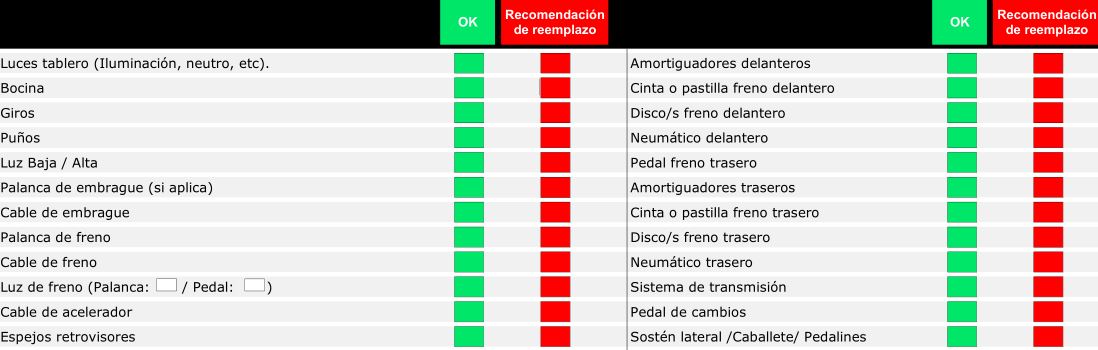 OK
Recomendación
de reemplazo
OK
Recomendación
de reemplazo
Luces tablero (Iluminación, neutro, etc).
Bocina
Giros
Puños
Luz Baja / Alta
Palanca de embrague (si aplica)
Cable de embrague
Palanca de freno
Cable de freno
Luz de freno (Palanca: / Pedal: )
Cable de acelerador
Espejos retrovisores
Amortiguadores delanteros
Cinta o pastilla freno delantero
Disco/s freno delantero
Neumático delantero
Pedal freno trasero
Amortiguadores traseros
Cinta o pastilla freno trasero
Disco/s freno trasero
Neumático trasero
Sistema de transmisión
Pedal de cambios
Sostén lateral /Caballete/ Pedalines